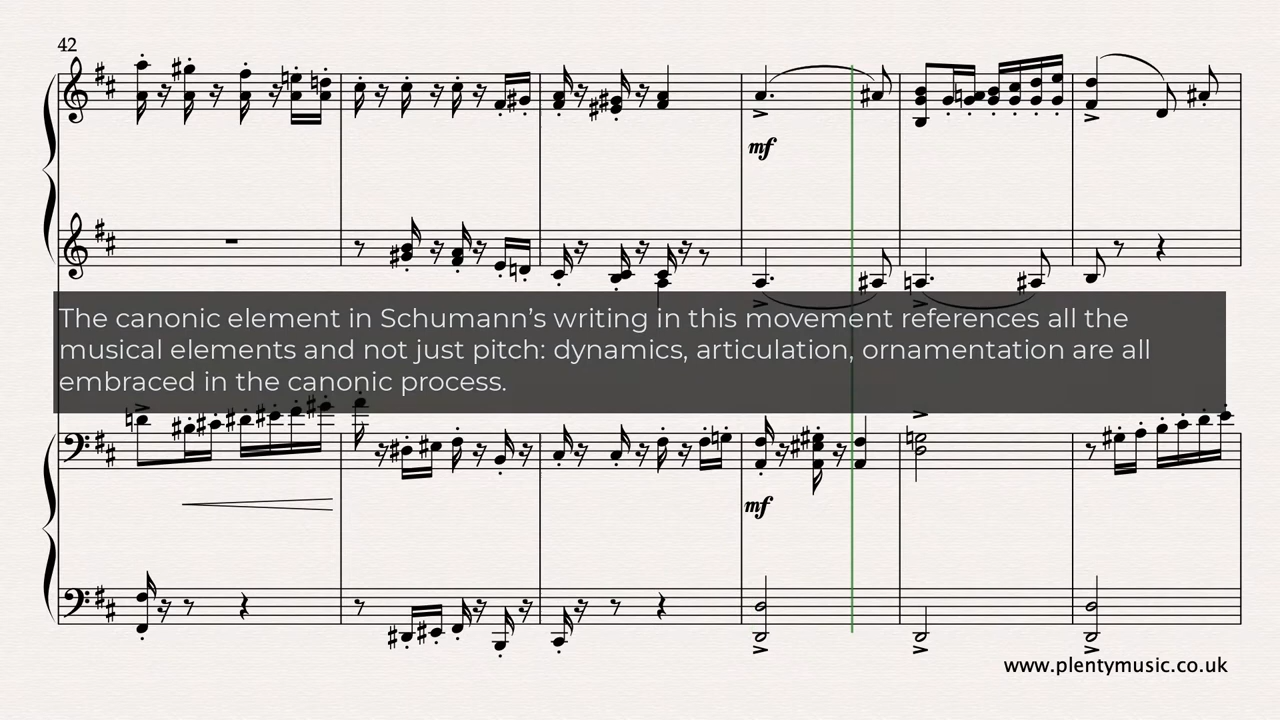 42
mf
The canonic element in Schumann’s writing in this movement references all the
musical elements and not just pitch: dynamics, articulation, ornamentation are all
embraced in the canonic process.
mf
www.plentymusic.co.uk